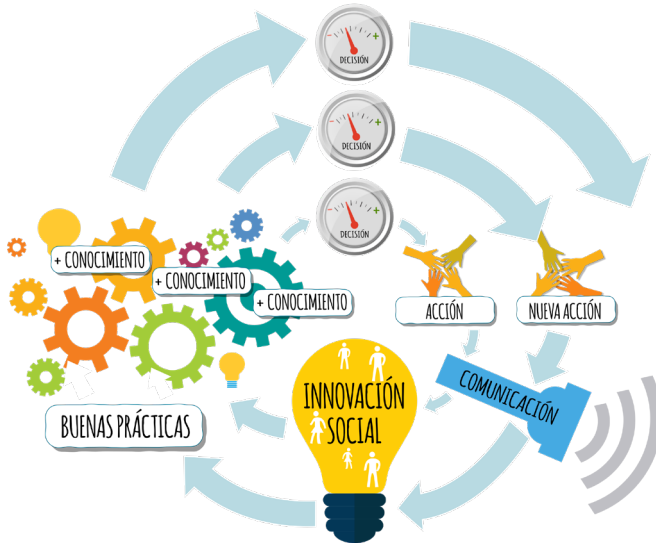 DECISIÓN
DECISIÓN
DECISIÓN
+ CONOCIMIENTO
+ CONOCIMIENTO
+ CONOCIMIENTO
ACCIÓN
NUEVA ACCIÓN
COMUNICACIÓN
INNOVACIÓN
SOCIAL
BUENAS PRÁCTICAS